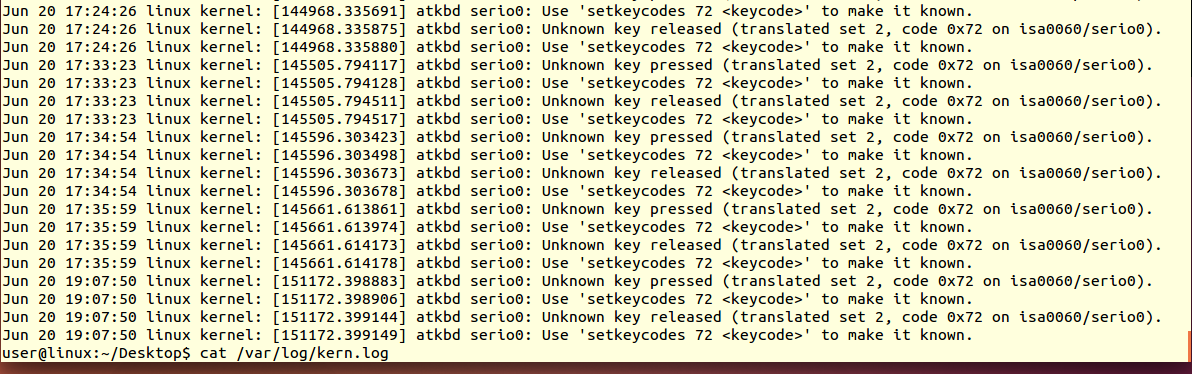 Jun 20 17:24:26 linux kernel: [144968.335691] atkbd serio0: Use 'setkeycodes 72 <keycode>' to make it known.
Jun 20 17:24:26 linux kernel: [144968.335875] atkbd serio0: Unknown key released (translated set 2, code 0x72 on isa0060/serio0).
Jun 20 17:24:26 linux kernel: [144968.335880] atkbd serio0: Use 'setkeycodes 72 <keycode>' to make it known.
Jun 20 17:33:23 linux kernel: [145505.794117] atkbd serio0: Unknown key pressed (translated set 2, code 0x72 on isa0060/serio0).
Jun 20 17:33:23 linux kernel: [145505.794128] atkbd serio0: Use 'setkeycodes 72 <keycode>' to make it known.
Jun 20 17:33:23 linux kernel: [145505.794511] atkbd serio0: Unknown key released (translated set 2, code 0x72 on isa0060/serio0).
Jun 20 17:33:23 linux kernel: [145505.794517] atkbd serio0: Use 'setkeycodes 72 <keycode>' to make it known.
Jun 20 17:34:54 linux kernel: [145596.303423] atkbd serio0: Unknown key pressed (translated set 2, code 0x72 on isa0060/serio0).
Jun 20 17:34:54 linux kernel: [145596.303498] atkbd serio0: Use 'setkeycodes 72 <keycode>' to make it known.
Jun 20 17:34:54 linux kernel: [145596.303673] atkbd serio0: Unknown key released (translated set 2, code 0x72 on isa0060/serio0).
Jun 20 17:34:54 linux kernel: [145596.303678] atkbd serio0: Use 'setkeycodes 72 <keycode>' to make it known.
Jun 20 17:35:59 linux kernel: [145661.613861] atkbd serio0: Unknown key pressed (translated set 2, code 0x72 on isa0060/serio0).
Jun 20 17:35:59 linux kernel: [145661.613974] atkbd serio0: Use 'setkeycodes 72 <keycode>' to make it known.
Jun 20 17:35:59 linux kernel: [145661.614173] atkbd serio0: Unknown key released (translated set 2, code 0x72 on isa0060/serio0).
Jun 20 17:35:59 linux kernel: [145661.614178] atkbd serio0: Use 'setkeycodes 72 <keycode>' to make it known.
Jun 20 19:07:50 linux kernel: [151172.398883] atkbd serio0: Unknown key pressed (translated set 2, code 0x72 on isa0060/serio0).
Jun 20 19:07:50 linux kernel: [151172.398906] atkbd serio0: Use 'setkeycodes 72 <keycode>' to make it known.
Jun 20 19:07:50 linux kernel: [151172.399144] atkbd serio0: Unknown key released (translated set 2, code 0x72 on isa0060/serio0).
Jun 20 19:07:50 linux kernel: [151172.399149] atkbd serio0: Use 'setkeycodes 72 <keycode>' to make it known.
user@linux:~/Desktop$ cat /var/log/kern.log